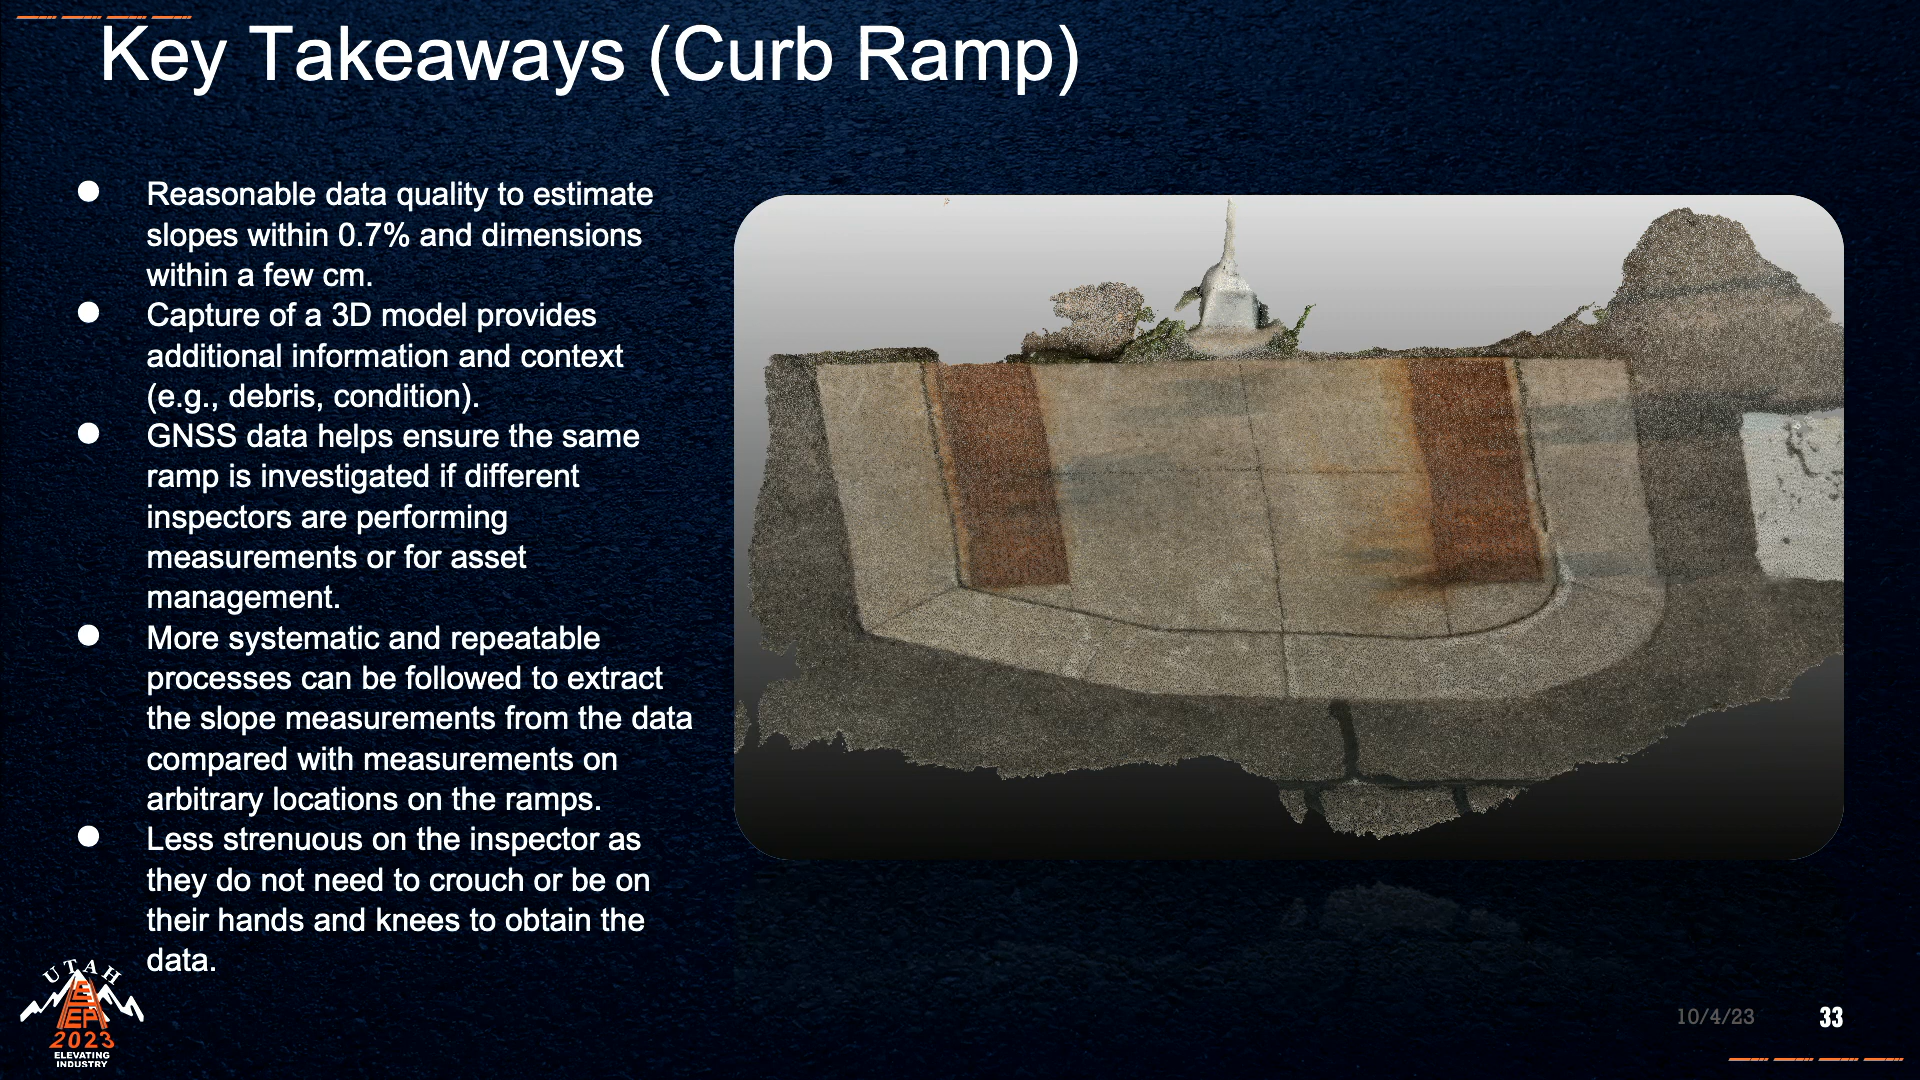 Key Takeaways (Curb Ramp)
● Reasonable data quality to estimate
slopes within 0.7% and dimensions
within a few cm.
● Capture of a 3D model provides
additional information and context
(e.g., debris, condition).
● GNSS data helps ensure the same
ramp is investigated if different
inspectors are performing
measurements or for asset
management.
● More systematic and repeatable
processes can be followed to extract
the slope measurements from the data
compared with measurements on
arbitrary locations on the ramps.
● Less strenuous on the inspector as
they do not need to crouch or be on
their hands and knees to obtain the
data.
UTAH
2023
ELEVATING
INDUSTRY
10/4/23
33